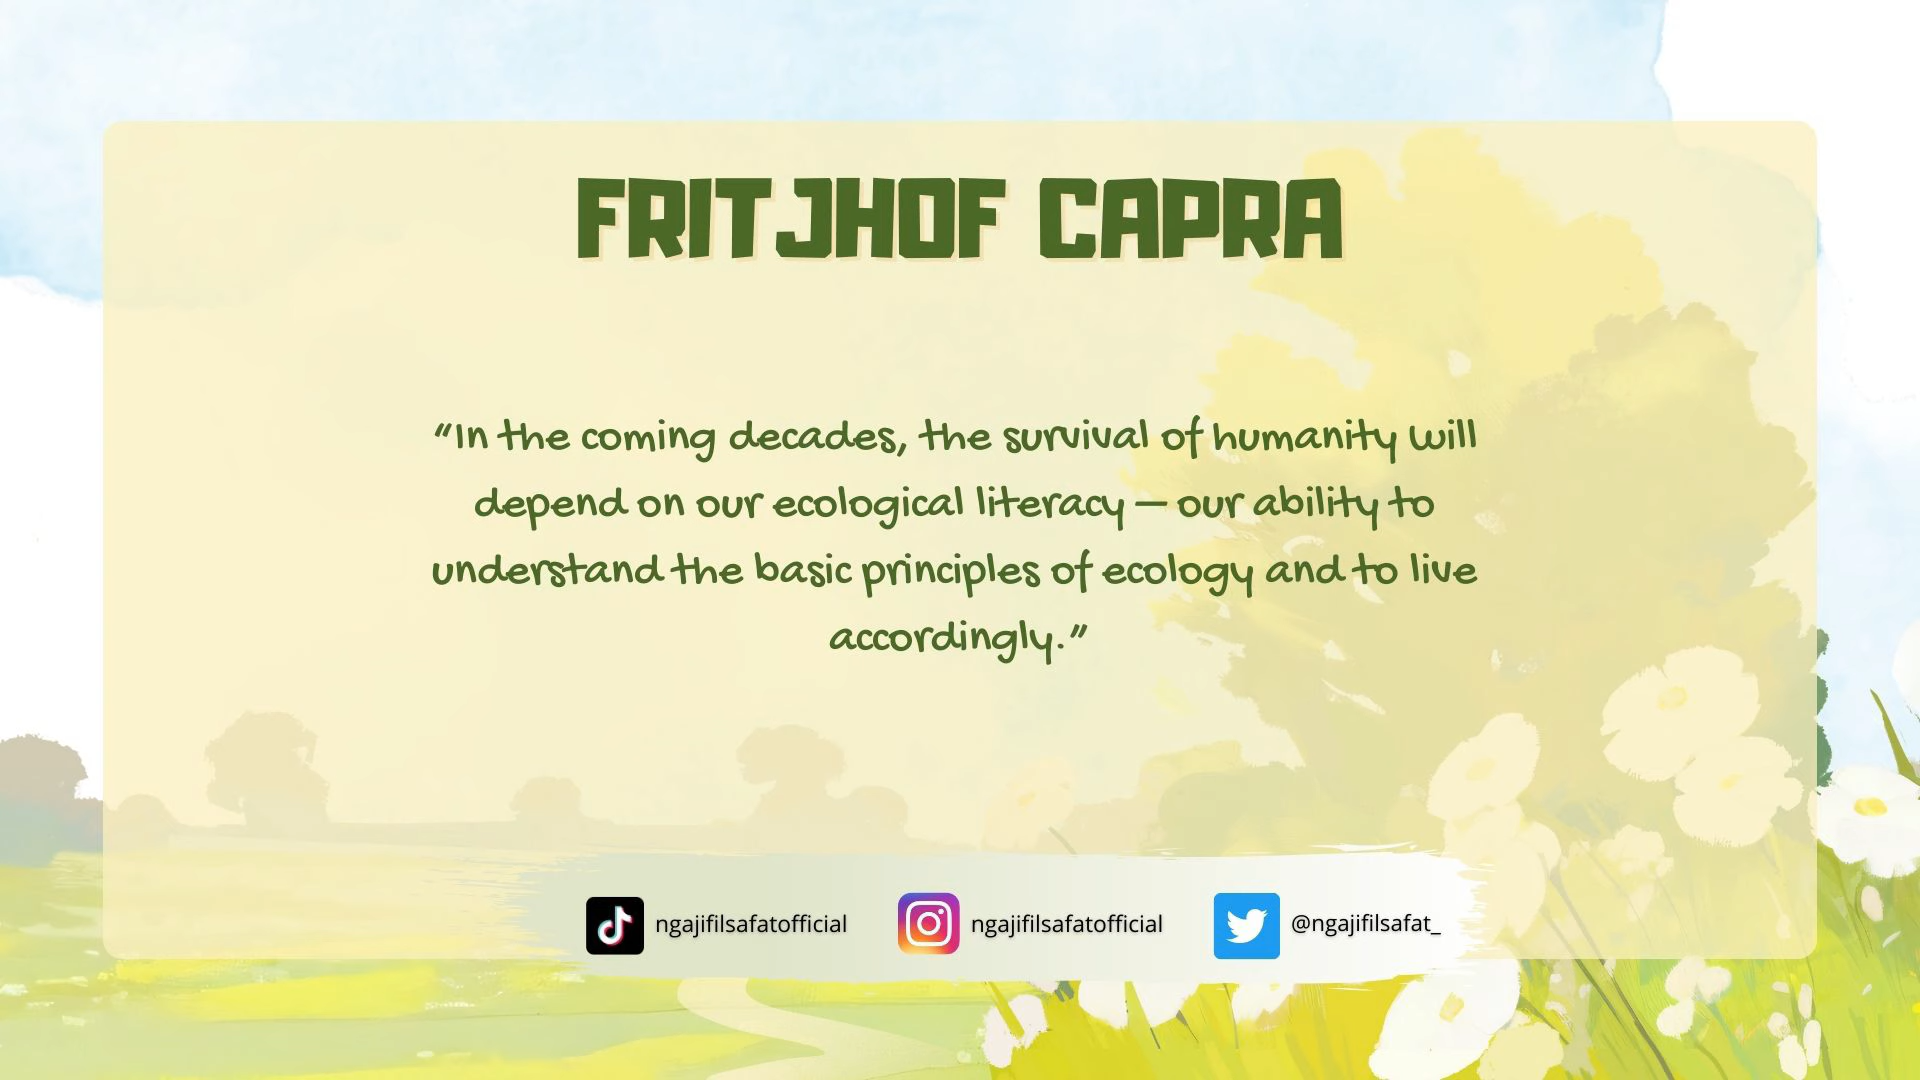 FRITJHOF CAPRA
“In the coming decades, the survival of humanity will
depend on our ecological literacy – our ability to
understand the basic principles of ecology and to live
accordingly.”
ngajifilsafatofficial
ngajifilsafatofficial
@ngajifilsafat_